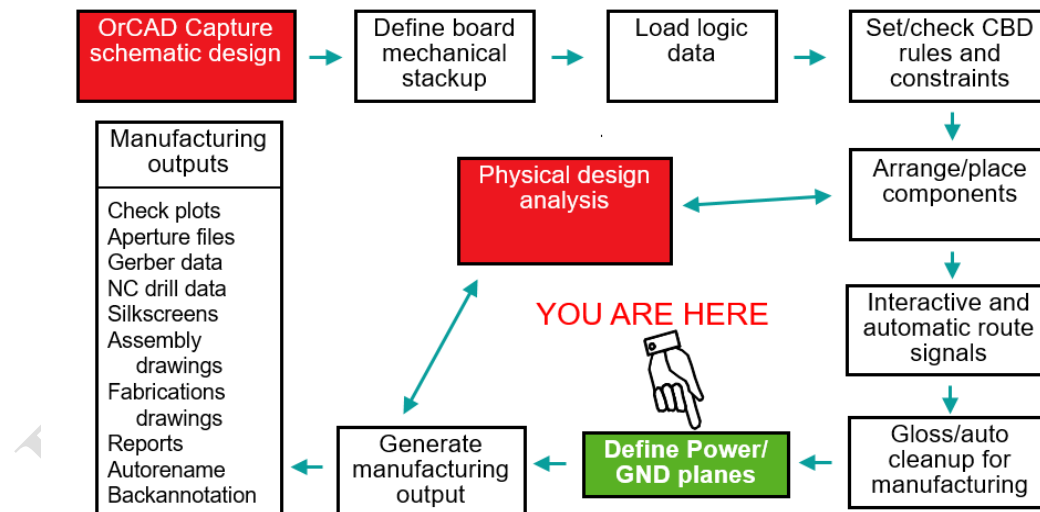 OrCAD Capture
schematic design
Define board
mechanical
stackup
Load logic
data
Set/check CBD
rules and
constraints
Manufacturing
outputs
Check plots
Aperture files
Gerber data
NC drill data
Silkscreens
Assembly
drawings
Fabrications
drawings
Reports
Autorename
Backannotation
Physical design
analysis
Arrange/place
components
YOU ARE HERE
Interactive and
automatic route
signals
Generate
manufacturing
output
Define Power/
GND planes
Gloss/auto
cleanup for
manufacturing